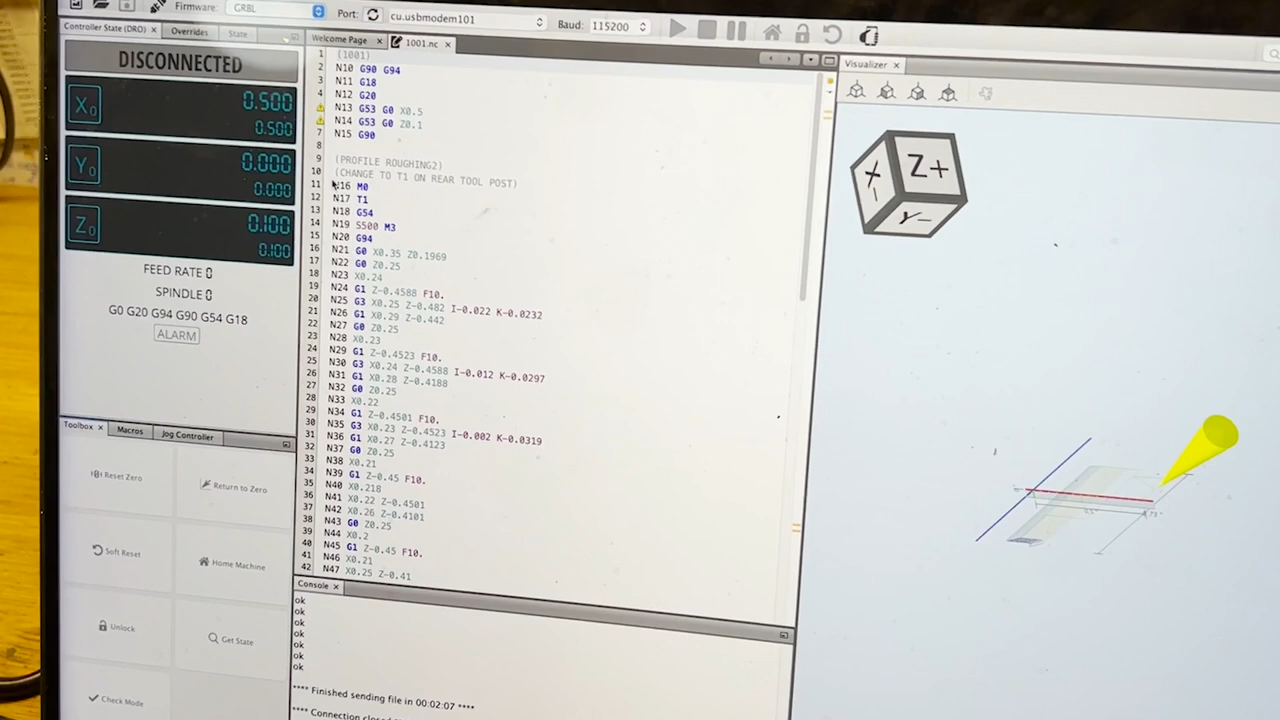 Firmware: GRBL Port: cu.usbmodem101 Baud: 115200
Controller State (DRO) × Overrides State
DISCONNECTED
X0 0.500
0.500
Y0 0.000
0.000
Z0 0.100
0.100
FEED RATE 0
SPINDLE 0
G0 G20 G94 G90 G54 G18
ALARM
Toolbox × Macros Jog Controller
Reset Zero
Return to Zero
Soft Reset
Home Machine
Unlock
Get State
Check Mode
Welcome Page × 1001.nc ×
1 (1001)
2 N10 G90 G94
3 N11 G18
4 N12 G20
N13 G53 G0 X0.5
N14 G53 G0 Z0.1
7 N15 G90
8
9 (PROFILE ROUGHING2)
10 (CHANGE TO T1 ON REAR TOOL POST)
11 N16 M0
12 N17 T1
13 N18 G54
14 N19 S500 M3
15 N20 G94
16 N21 G0 X0.35 Z0.1969
17 N22 G0 Z0.25
18 N23 X0.24
19 N24 G1 Z-0.4588 F10.
20 N25 G3 X0.25 Z-0.482 I-0.022 K-0.0232
21 N26 G1 X0.29 Z-0.442
22 N27 G0 Z0.25
23 N28 X0.23
24 N29 G1 Z-0.4523 F10.
25 N30 G3 X0.24 Z-0.4588 I-0.012 K-0.0297
26 N31 G1 X0.28 Z-0.4188
27 N32 G0 Z0.25
28 N33 X0.22
29 N34 G1 Z-0.4501 F10.
30 N35 G3 X0.23 Z-0.4523 I-0.002 K-0.0319
31 N36 G1 X0.27 Z-0.4123
32 N37 G0 Z0.25
33 N38 X0.21
34 N39 G1 Z-0.45 F10.
35 N40 X0.218
36 N41 X0.22 Z-0.4501
37 N42 X0.26 Z-0.4101
38 N43 G0 Z0.25
39 N44 X0.2
40 N45 G1 Z-0.45 F10.
41 N46 X0.21
42 N47 X0.25 Z-0.41
Console ×
ok
ok
ok
ok
ok
ok
ok
**** Finished sending file in 00:02:07 ****
**** Connection closed
Visualizer ×
X-
Z+
Y-